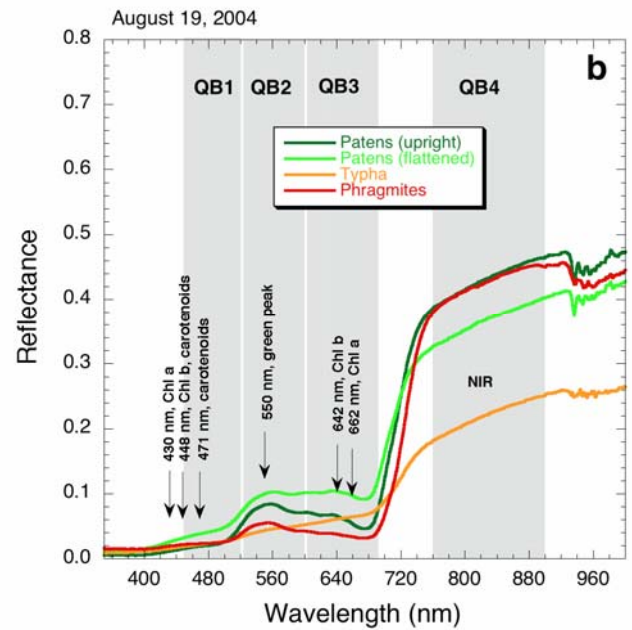 August 19, 2004
0.8
b
QB1 QB2 QB3 QB4
0.7
Patens (upright)
Patens (flattened)
Typha
Phragmites
0.6
0.5
0.4
0.3
0.2
0.1
0.0
Reflectance
430 nm, Chl a
448 nm, Chl b, carotenoids
471 nm, carotenoids
550 nm, green peak
642 nm, Chl b
662 nm, Chl a
NIR
400 480 560 640 720 800 880 960
Wavelength (nm)